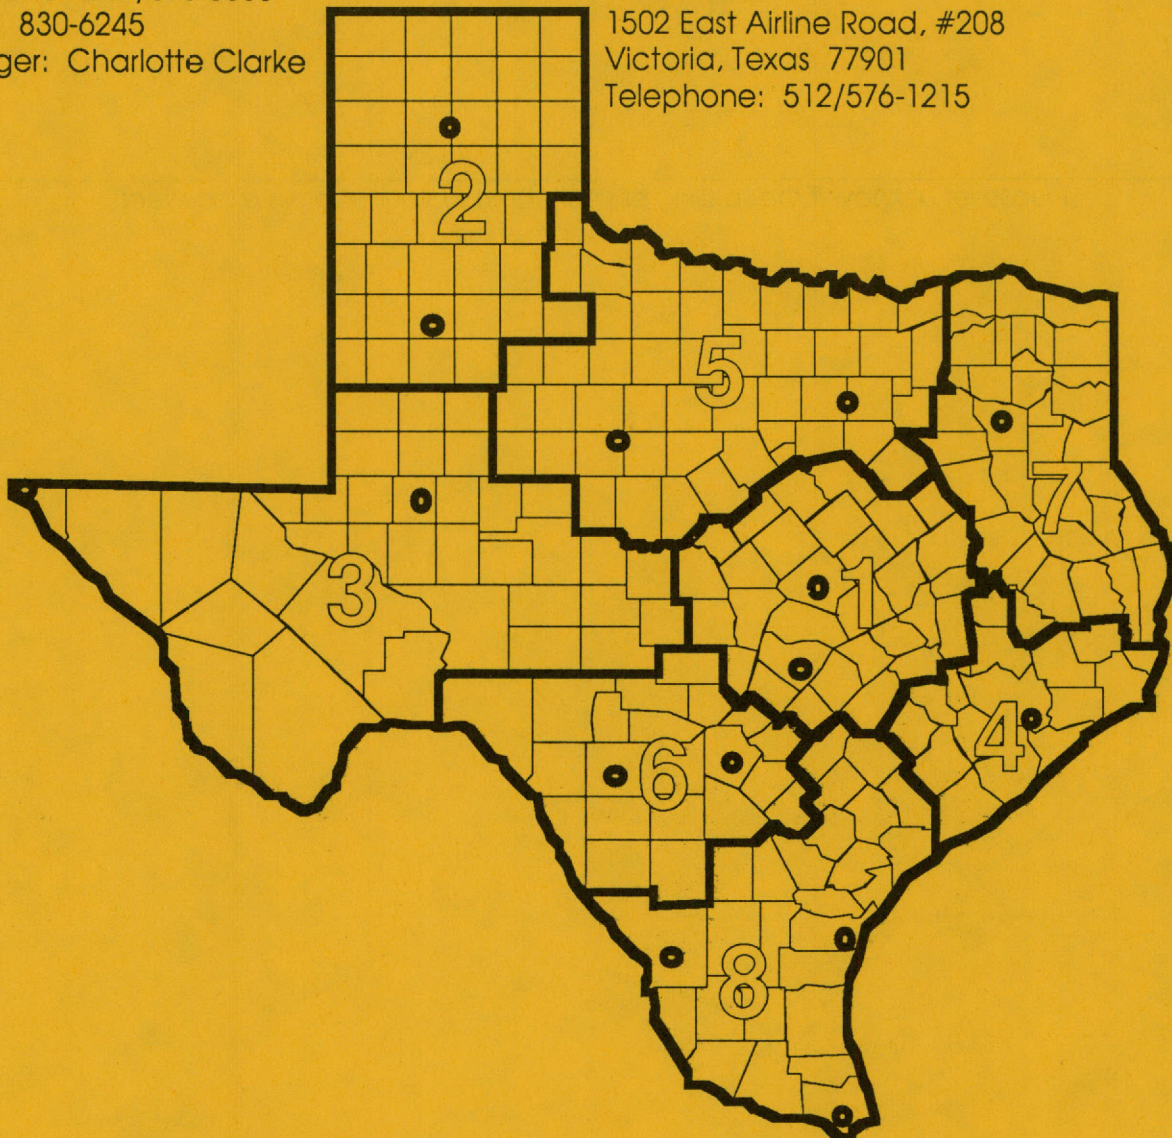 830-6245
ger: Charlotte Clarke
1502 East Airline Road, #208
Victoria, Texas 77901
Telephone: 512/576-1215
2
5
7
3
1
4
6
8